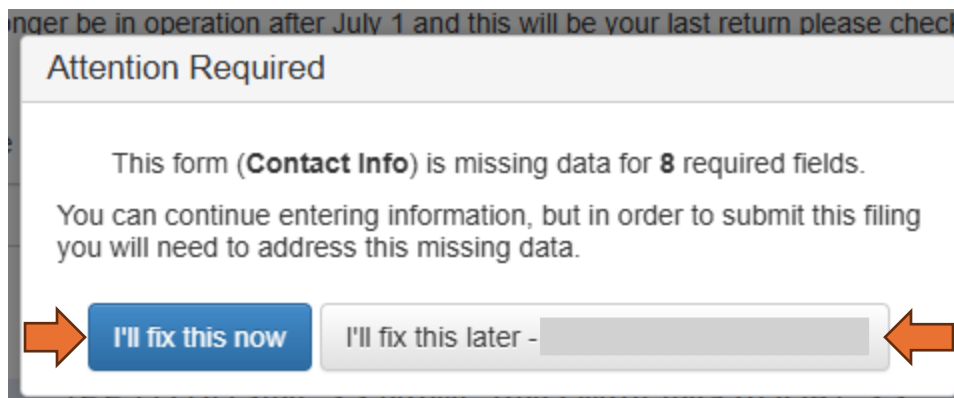 onger be in operation after July 1 and this will be your last return please check
Attention Required
This form (Contact Info) is missing data for 8 required fields.
You can continue entering information, but in order to submit this filing
you will need to address this missing data.
I'll fix this now
I'll fix this later -